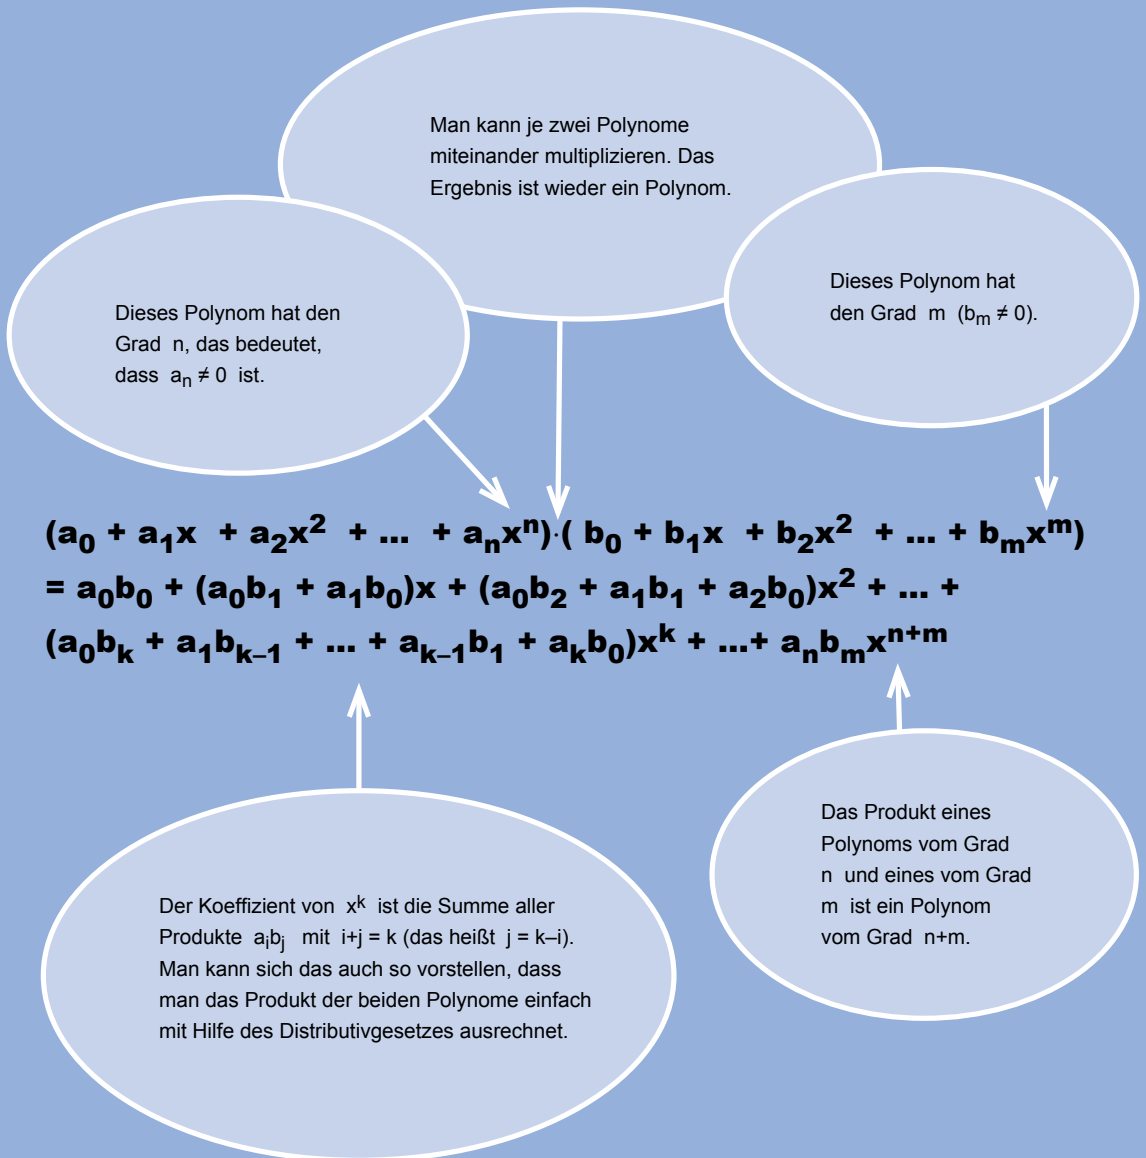 Man kann je zwei Polynome
miteinander multiplizieren. Das
Ergebnis ist wieder ein Polynom.
Dieses Polynom hat den
Grad n, das bedeutet,
dass aₙ ≠ 0 ist.
Dieses Polynom hat
den Grad m (bₘ ≠ 0).
(a₀ + a₁x + a₂x² + ... + aₙxⁿ)·( b₀ + b₁x + b₂x² + ... + bₘxᵐ)
= a₀b₀ + (a₀b₁ + a₁b₀)x + (a₀b₂ + a₁b₁ + a₂b₀)x² + ... +
(a₀bₖ + a₁bₖ₋₁ + ... + aₖ₋₁b₁ + aₖb₀)xᵏ + ...+ aₙbₘxⁿ⁺ᵐ
Der Koeffizient von xᵏ ist die Summe aller
Produkte aᵢbⱼ mit i+j = k (das heißt j = k–i).
Man kann sich das auch so vorstellen, dass
man das Produkt der beiden Polynome einfach
mit Hilfe des Distributivgesetzes ausrechnet.
Das Produkt eines
Polynoms vom Grad
n und eines vom Grad
m ist ein Polynom
vom Grad n+m.